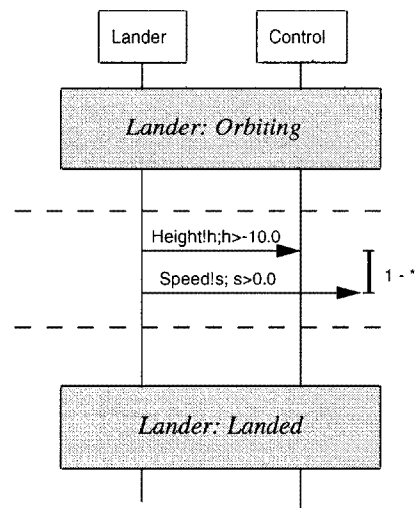 Lander Control
Lander: Orbiting
Height!h;h>-10.0
1 - *
Speed!s; s>0.0
Lander: Landed